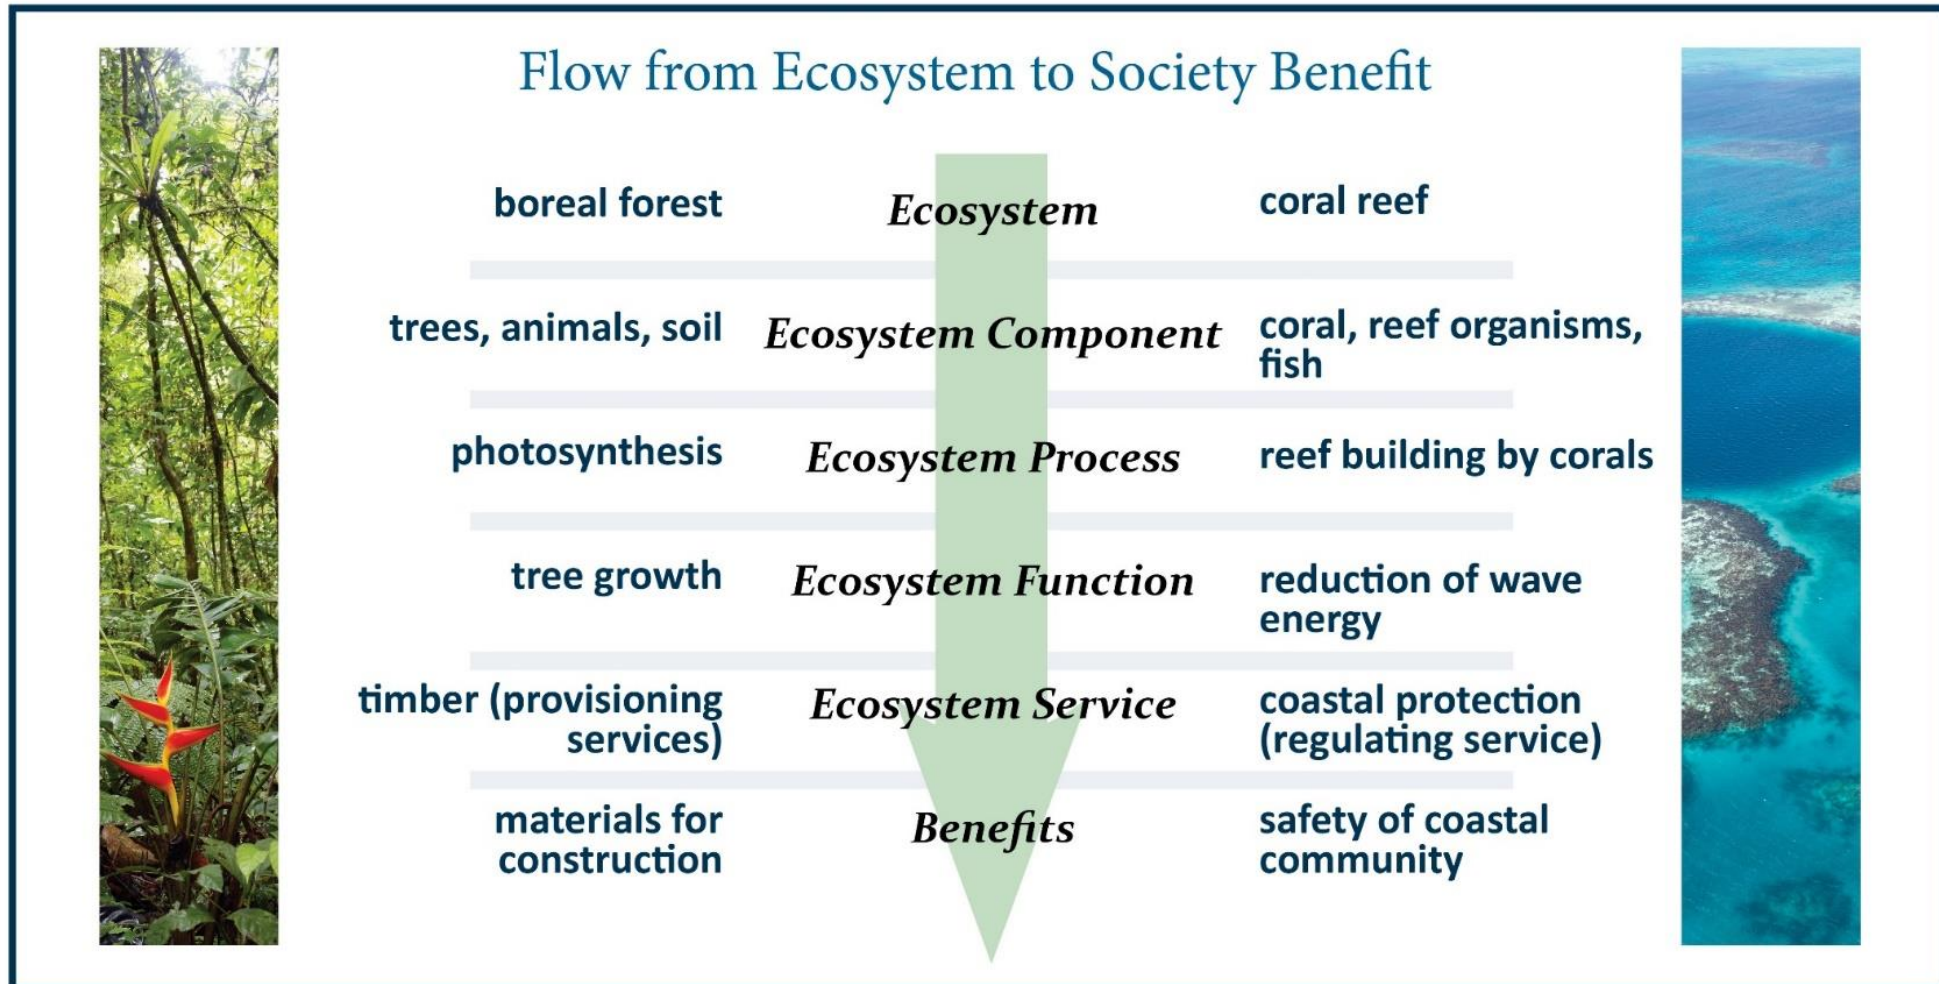 Flow from Ecosystem to Society Benefit
boreal forest
Ecosystem
coral reef
trees, animals, soil
Ecosystem Component
coral, reef organisms,
fish
photosynthesis
Ecosystem Process
reef building by corals
tree growth
Ecosystem Function
reduction of wave
energy
timber (provisioning
services)
Ecosystem Service
coastal protection
(regulating service)
materials for
construction
Benefits
safety of coastal
community